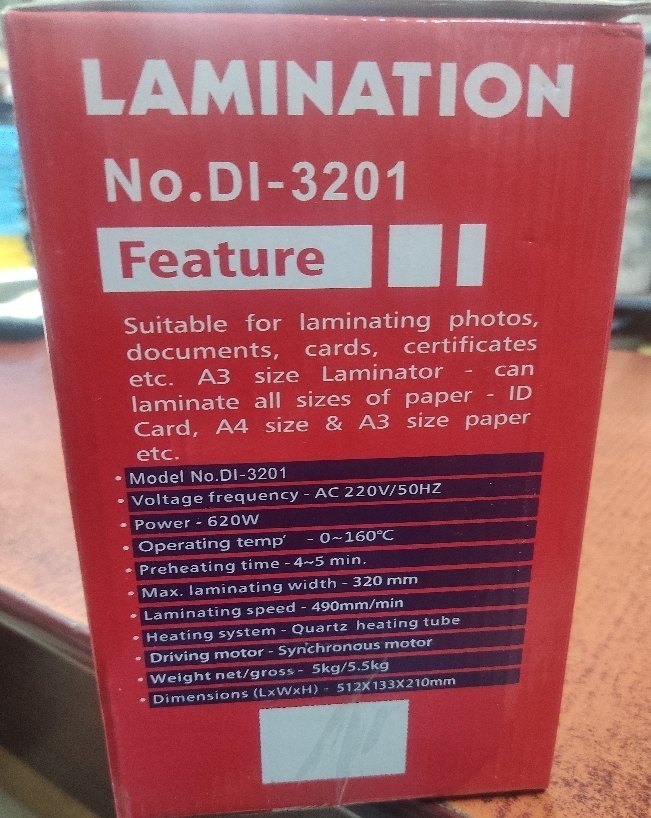 LAMINATION
No.DI-3201
Feature
Suitable for laminating photos,
documents, cards, certificates
etc. A3 size Laminator - can
laminate all sizes of paper - ID
Card, A4 size & A3 size paper
etc.
• Model No.DI-3201
• Voltage frequency - AC 220V/50HZ
• Power - 620W
• Operating temp' - 0~160°C
• Preheating time - 4~5 min.
• Max. laminating width - 320 mm
• Laminating speed - 490mm/min
• Heating system - Quartz heating tube
• Driving motor - Synchronous motor
• Weight net/gross - 5kg/5.5kg
• Dimensions (LxWxH) - 512X133X210mm